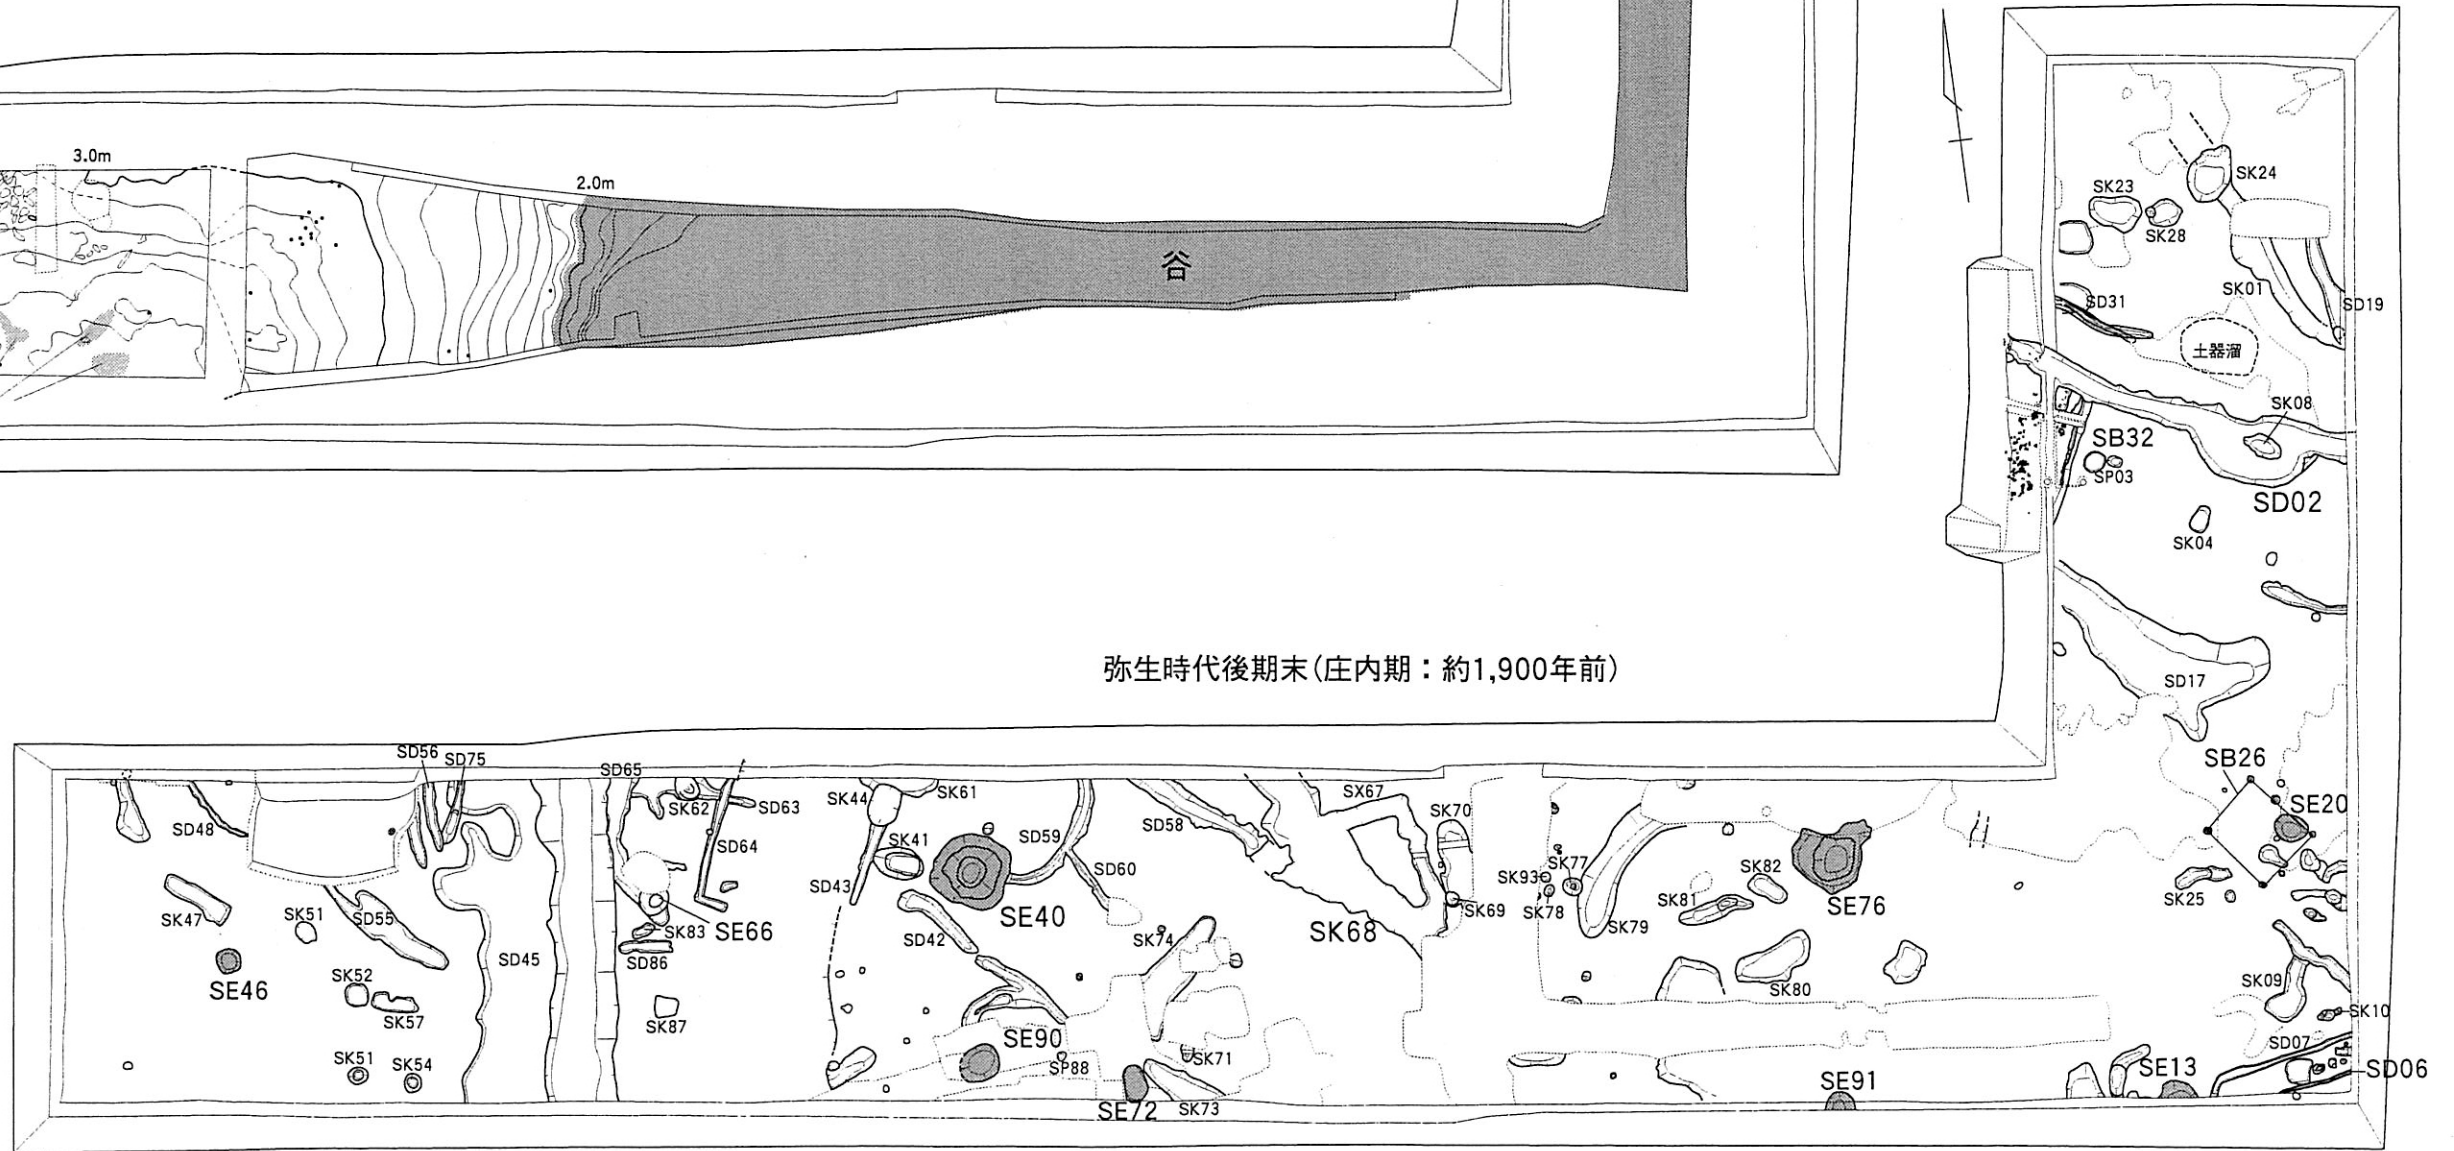 3.0m
2.0m
谷
SK24
SK23
SK28
SK01
SD31
SD19
土器溜
SK08
SB32
SP03
SD02
SK04
弥生時代後期末(庄内期：約1,900年前)
SD17
SB26
SE20
SD56
SD75
SD65
SK62
SD63
SK44
SK61
SX67
SK70
SD48
SD64
SK41
SD59
SD58
SD60
SD43
SK93
SK77
SK82
SK81
SK78
SK69
SK79
SE76
SK25
SK47
SK51
SD55
SK83
SE66
SE40
SK68
SD42
SK74
SD45
SD86
SE46
SK52
SK57
SK87
SK80
SK09
SK10
SE90
SP88
SK71
SD07
SK51
SK54
SE72
SK73
SE91
SE13
SD06